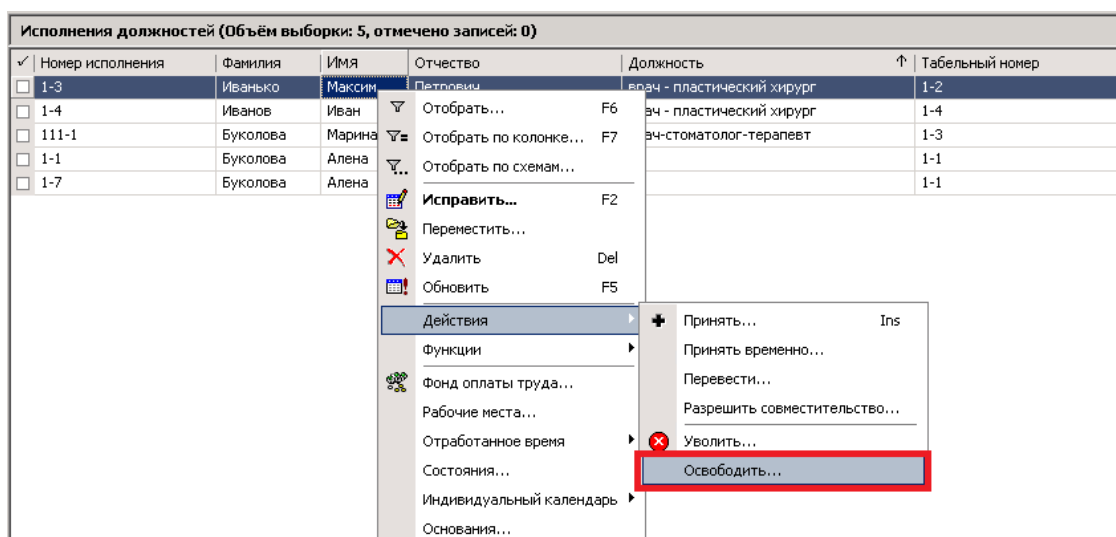 Исполнения должностей (Объём выборки: 5, отмечено записей: 0)
Номер исполнения Фамилия Имя Отчество Должность Табельный номер
1-3 Иванько Максим Петрович врач - пластический хирург 1-2
1-4 Иванов Иван ач - пластический хирург 1-4
111-1 Буколова Марина ач-стоматолог-терапевт 1-3
1-1 Буколова Алена 1-1
1-7 Буколова Алена 1-1
Отобрать... F6
Отобрать по колонке... F7
Отобрать по схемам...
Исправить... F2
Переместить...
Удалить Del
Обновить F5
Действия
Функции
Фонд оплаты труда...
Рабочие места...
Отработанное время
Состояния...
Индивидуальный календарь
Основания...
Принять... Ins
Принять временно...
Перевести...
Разрешить совместительство...
Уволить...
Освободить...